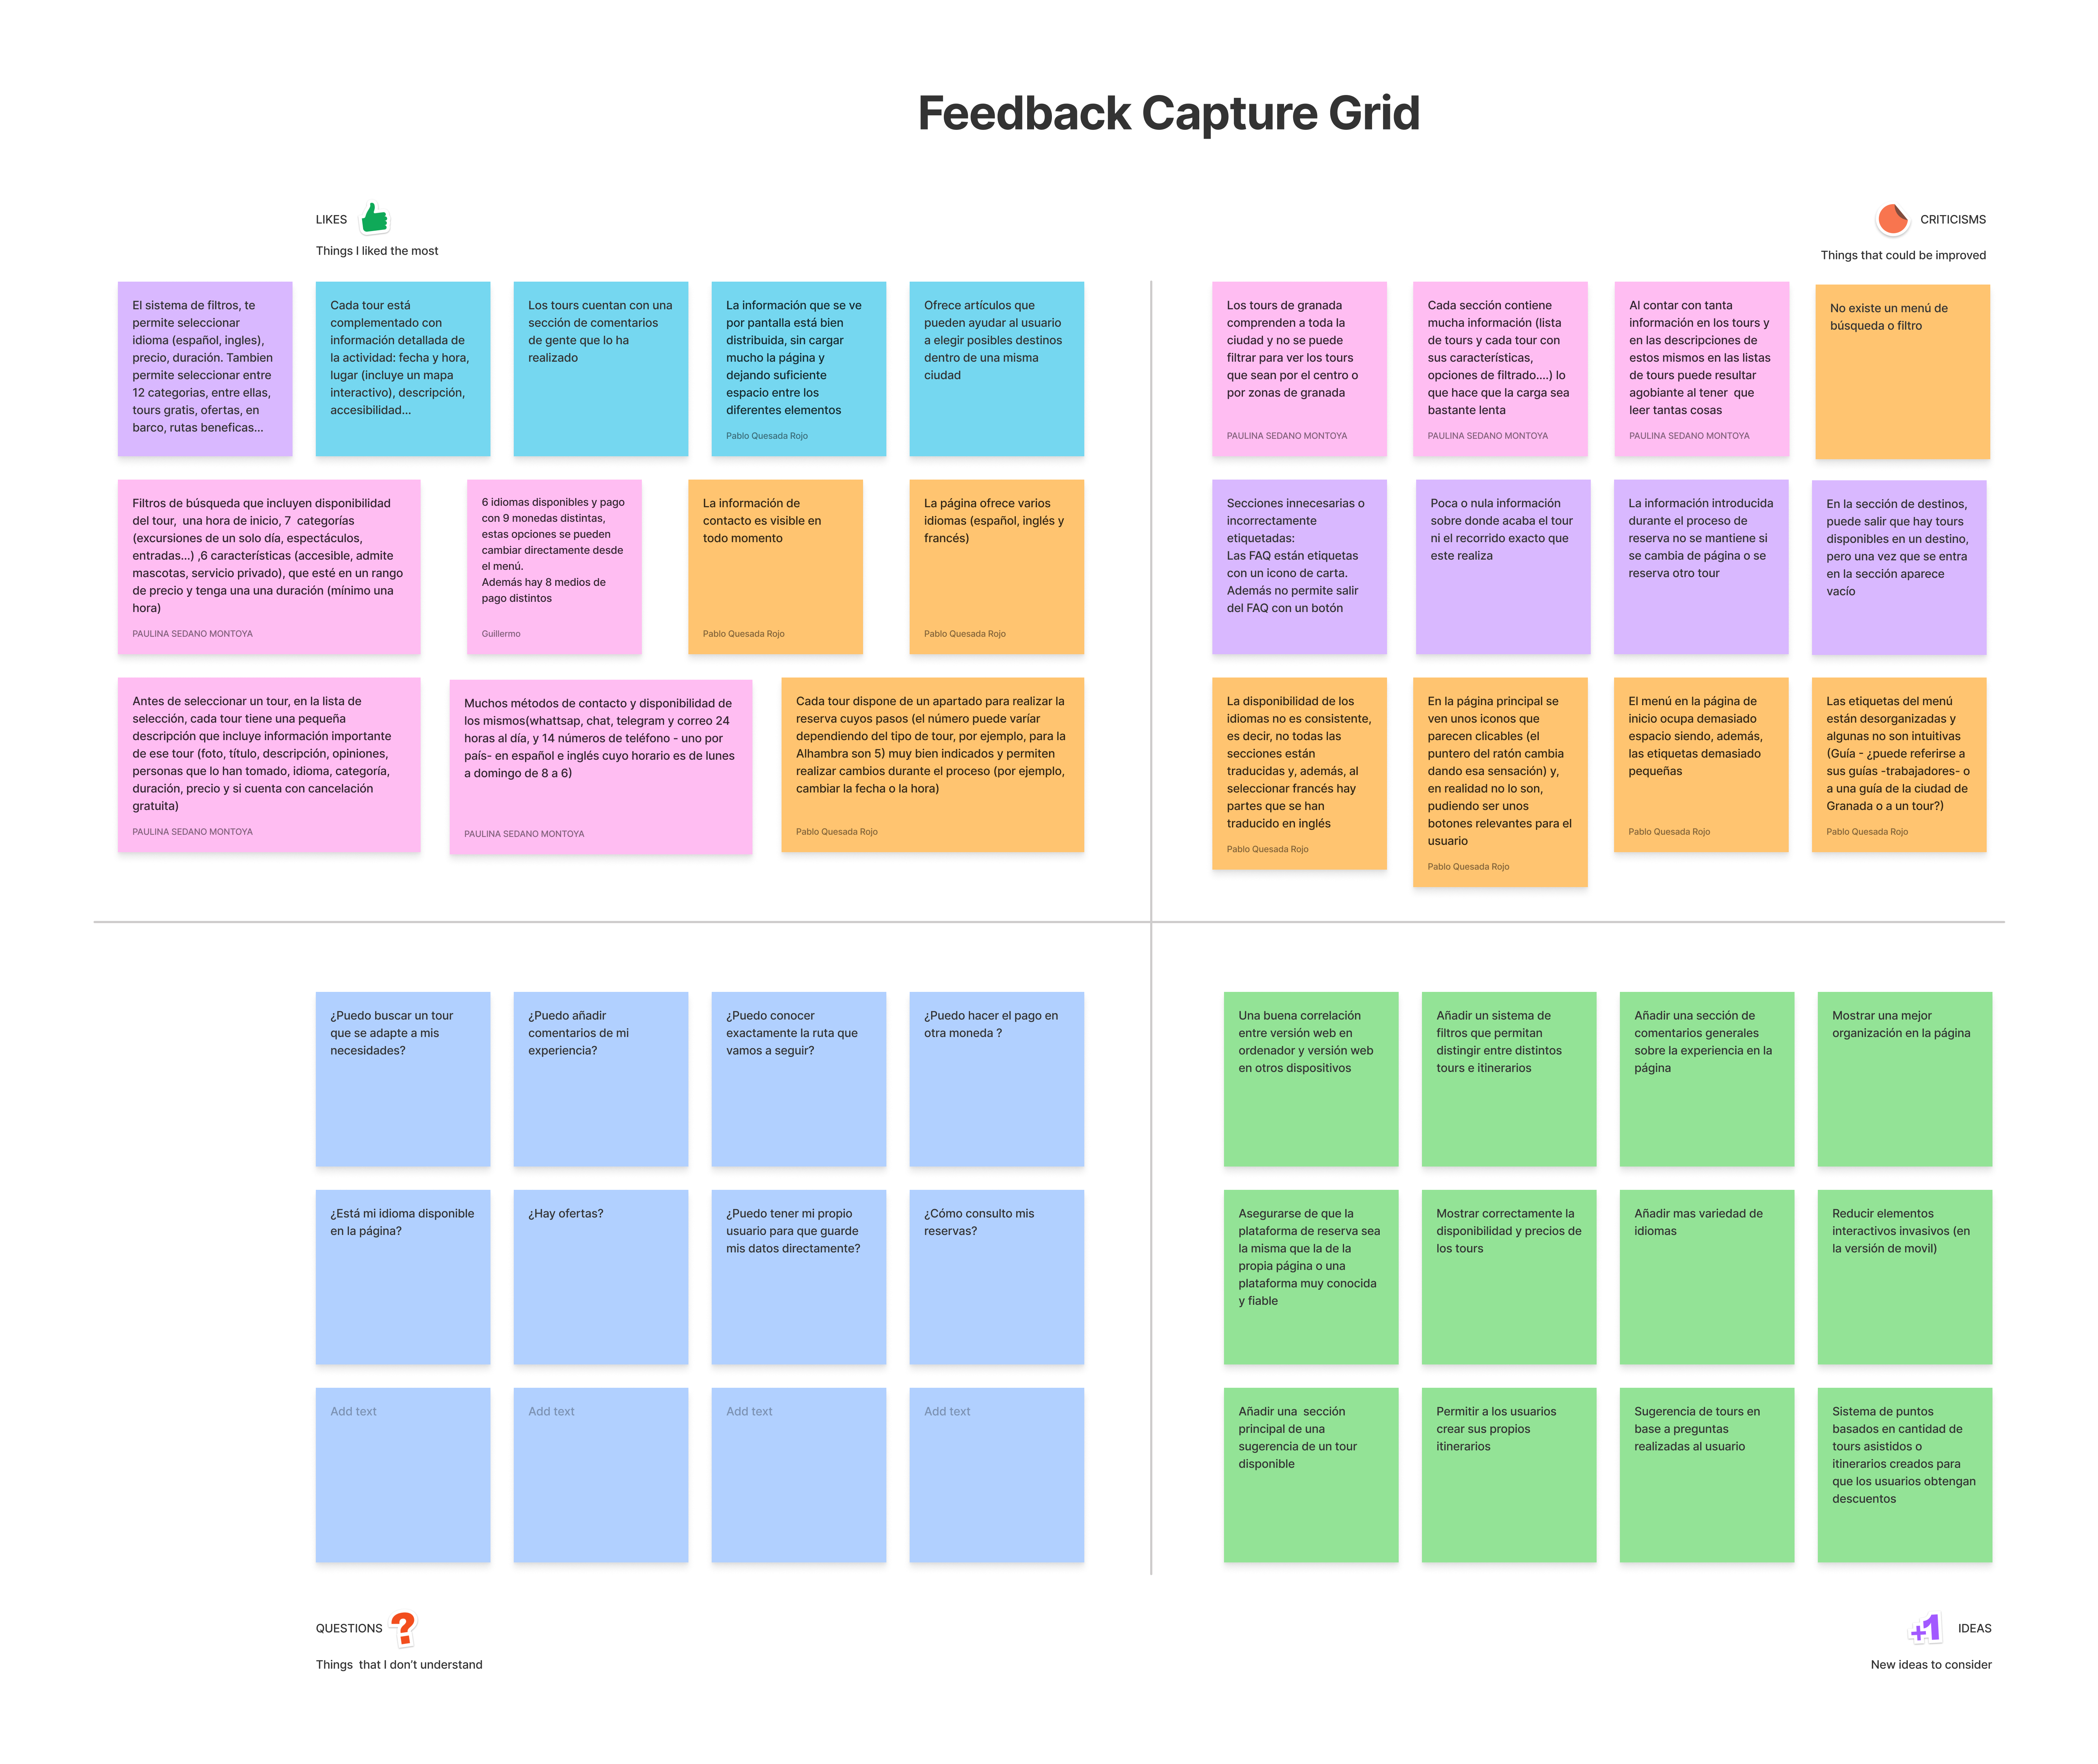 Feedback Capture Grid
LIKES
Things I liked the most
El sistema de filtros, te
permite seleccionar
idioma (español, ingles),
precio, duración. Tambien
permite seleccionar entre
12 categorias, entre ellas,
tours gratis, ofertas, en
barco, rutas beneficas...
Cada tour está
complementado con
información detallada de
la actividad: fecha y hora,
lugar (incluye un mapa
interactivo), descripción,
accesibilidad...
Los tours cuentan con una
sección de comentarios
de gente que lo ha
realizado
La información que se ve
por pantalla está bien
distribuida, sin cargar
mucho la página y
dejando suficiente
espacio entre los
diferentes elementos
Pablo Quesada Rojo
Ofrece artículos que
pueden ayudar al usuario
a elegir posibles destinos
dentro de una misma
ciudad
Filtros de búsqueda que incluyen disponibilidad
del tour,  una hora de inicio, 7  categorías
(excursiones de un solo día, espectáculos,
entradas...) ,6 características (accesible, admite
mascotas, servicio privado), que esté en un rango
de precio y tenga una una duración (mínimo una
hora)
PAULINA SEDANO MONTOYA
6 idiomas disponibles y pago
con 9 monedas distintas,
estas opciones se pueden
cambiar directamente desde
el menú.
Además hay 8 medios de
pago distintos
Guillermo
La información de
contacto es visible en
todo momento
Pablo Quesada Rojo
La página ofrece varios
idiomas (español, inglés y
francés)
Pablo Quesada Rojo
Antes de seleccionar un tour, en la lista de
selección, cada tour tiene una pequeña
descripción que incluye información importante
de ese tour (foto, título, descripción, opiniones,
personas que lo han tomado, idioma, categoría,
duración, precio y si cuenta con cancelación
gratuita)
PAULINA SEDANO MONTOYA
Muchos métodos de contacto y disponibilidad de
los mismos(whattsap, chat, telegram y correo 24
horas al día, y 14 números de teléfono - uno por
país- en español e inglés cuyo horario es de lunes
a domingo de 8 a 6)
PAULINA SEDANO MONTOYA
Cada tour dispone de un apartado para realizar la
reserva cuyos pasos (el número puede varíar
dependiendo del tipo de tour, por ejemplo, para la
Alhambra son 5) muy bien indicados y permiten
realizar cambios durante el proceso (por ejemplo,
cambiar la fecha o la hora)
Pablo Quesada Rojo
CRITICISMS
Things that could be improved
Los tours de granada
comprenden a toda la
ciudad y no se puede
filtrar para ver los tours
que sean por el centro o
por zonas de granada
PAULINA SEDANO MONTOYA
Cada sección contiene
mucha información (lista
de tours y cada tour con
sus características,
opciones de filtrado....) lo
que hace que la carga sea
bastante lenta
PAULINA SEDANO MONTOYA
Al contar con tanta
información en los tours y
en las descripciones de
estos mismos en las listas
de tours puede resultar
agobiante al tener  que
leer tantas cosas
PAULINA SEDANO MONTOYA
No existe un menú de
búsqueda o filtro
Secciones innecesarias o
incorrectamente
etiquetadas:
Las FAQ están etiquetas
con un icono de carta.
Además no permite salir
del FAQ con un botón
Poca o nula información
sobre donde acaba el tour
ni el recorrido exacto que
este realiza
La información introducida
durante el proceso de
reserva no se mantiene si
se cambia de página o se
reserva otro tour
En la sección de destinos,
puede salir que hay tours
disponibles en un destino,
pero una vez que se entra
en la sección aparece
vacío
La disponibilidad de los
idiomas no es consistente,
es decir, no todas las
secciones están
traducidas y, además, al
seleccionar francés hay
partes que se han
traducido en inglés
Pablo Quesada Rojo
En la página principal se
ven unos iconos que
parecen clicables (el
puntero del ratón cambia
dando esa sensación) y,
en realidad no lo son,
pudiendo ser unos
botones relevantes para el
usuario
Pablo Quesada Rojo
El menú en la página de
inicio ocupa demasiado
espacio siendo, además,
las etiquetas demasiado
pequeñas
Pablo Quesada Rojo
Las etiquetas del menú
están desorganizadas y
algunas no son intuitivas
(Guía - ¿puede referirse a
sus guías -trabajadores- o
a una guía de la ciudad de
Granada o a un tour?)
Pablo Quesada Rojo
¿Puedo buscar un tour
que se adapte a mis
necesidades?
¿Puedo añadir
comentarios de mi
experiencia?
¿Puedo conocer
exactamente la ruta que
vamos a seguir?
¿Puedo hacer el pago en
otra moneda ?
¿Está mi idioma disponible
en la página?
¿Hay ofertas?
¿Puedo tener mi propio
usuario para que guarde
mis datos directamente?
¿Cómo consulto mis
reservas?
Add text
Add text
Add text
Add text
QUESTIONS
?
Things  that I don't understand
Una buena correlación
entre versión web en
ordenador y versión web
en otros dispositivos
Añadir un sistema de
filtros que permitan
distingir entre distintos
tours e itinerarios
Añadir una sección de
comentarios generales
sobre la experiencia en la
página
Mostrar una mejor
organización en la página
Asegurarse de que la
plataforma de reserva sea
la misma que la de la
propia página o una
plataforma muy conocida
y fiable
Mostrar correctamente la
disponibilidad y precios de
los tours
Añadir mas variedad de
idiomas
Reducir elementos
interactivos invasivos (en
la versión de movil)
Añadir una  sección
principal de una
sugerencia de un tour
disponible
Permitir a los usuarios
crear sus propios
itinerarios
Sugerencia de tours en
base a preguntas
realizadas al usuario
Sistema de puntos
basados en cantidad de
tours asistidos o
itinerarios creados para
que los usuarios obtengan
descuentos
+1
IDEAS
New ideas to consider